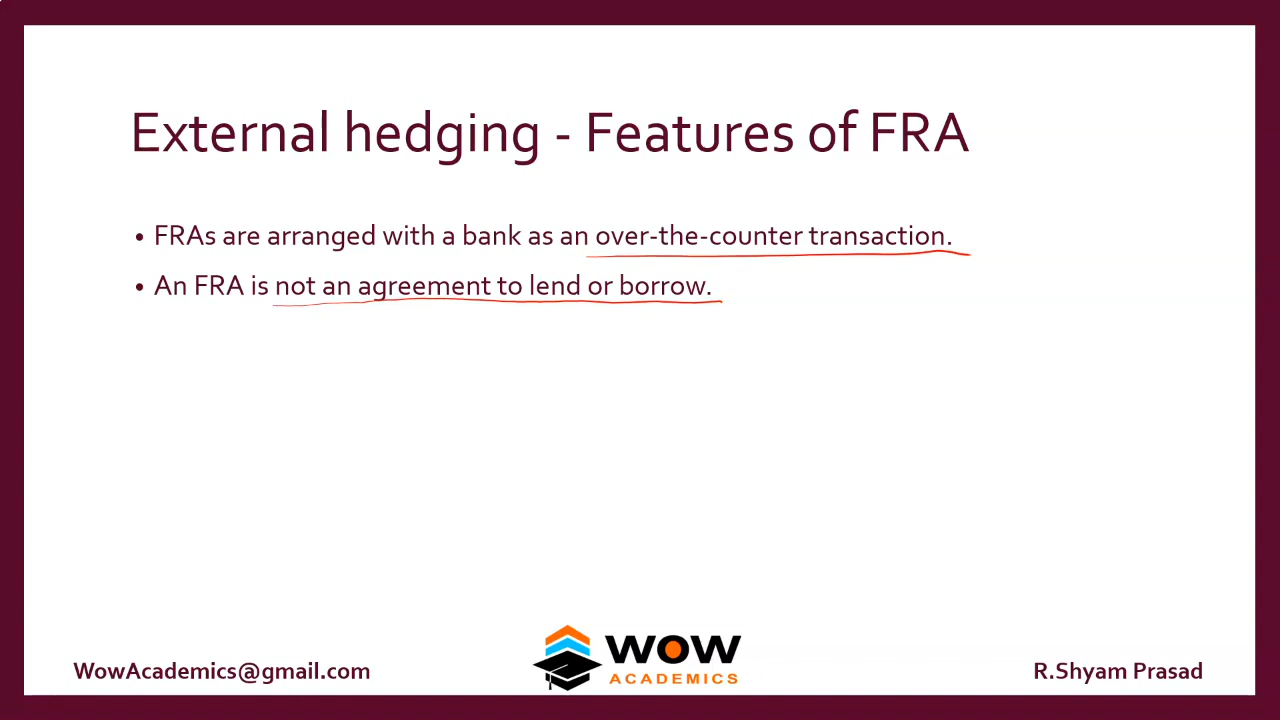 External hedging - Features of FRA
• FRAs are arranged with a bank as an over-the-counter transaction.
• An FRA is not an agreement to lend or borrow.
WowAcademics@gmail.com
WOW
ACADEMICS
R.Shyam Prasad